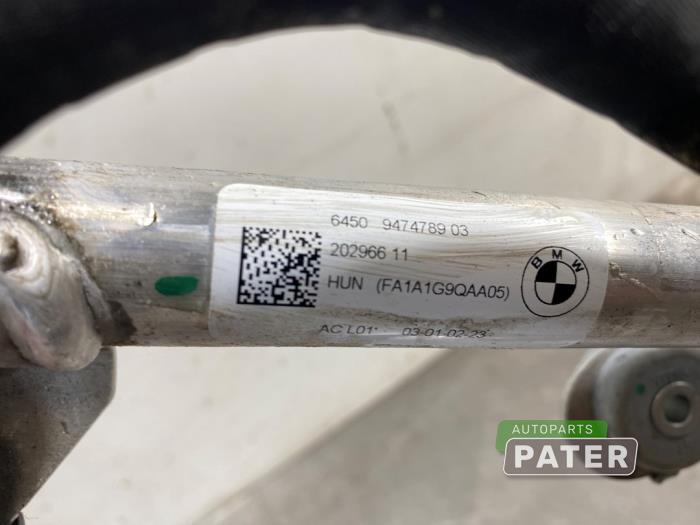 6450 9474789 03
202966 11
HUN (FA1A1G9QAA05)
BMW
AC L01: 03-01-02-23
AUTOPARTS
PATER